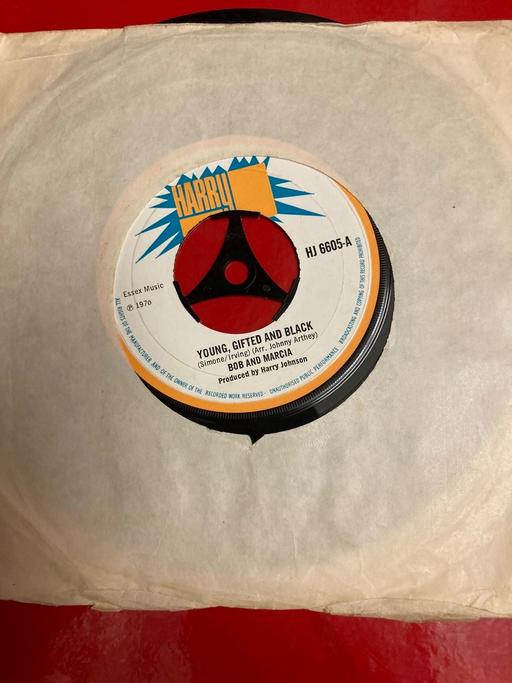 HARRY
HJ 6605-A
Essex Music
℗ 1970
YOUNG, GIFTED AND BLACK
(Simone/Irving) (Arr. Johnny Arthey)
BOB AND MARCIA
Produced by Harry Johnson
ALL RIGHTS OF THE MANUFACTURER AND OF THE OWNER OF THE RECORDED WORK RESERVED· UNAUTHORISED PUBLIC PERFORMANCE BROADCASTING AND COPYING OF THIS RECORD PROHIBITED